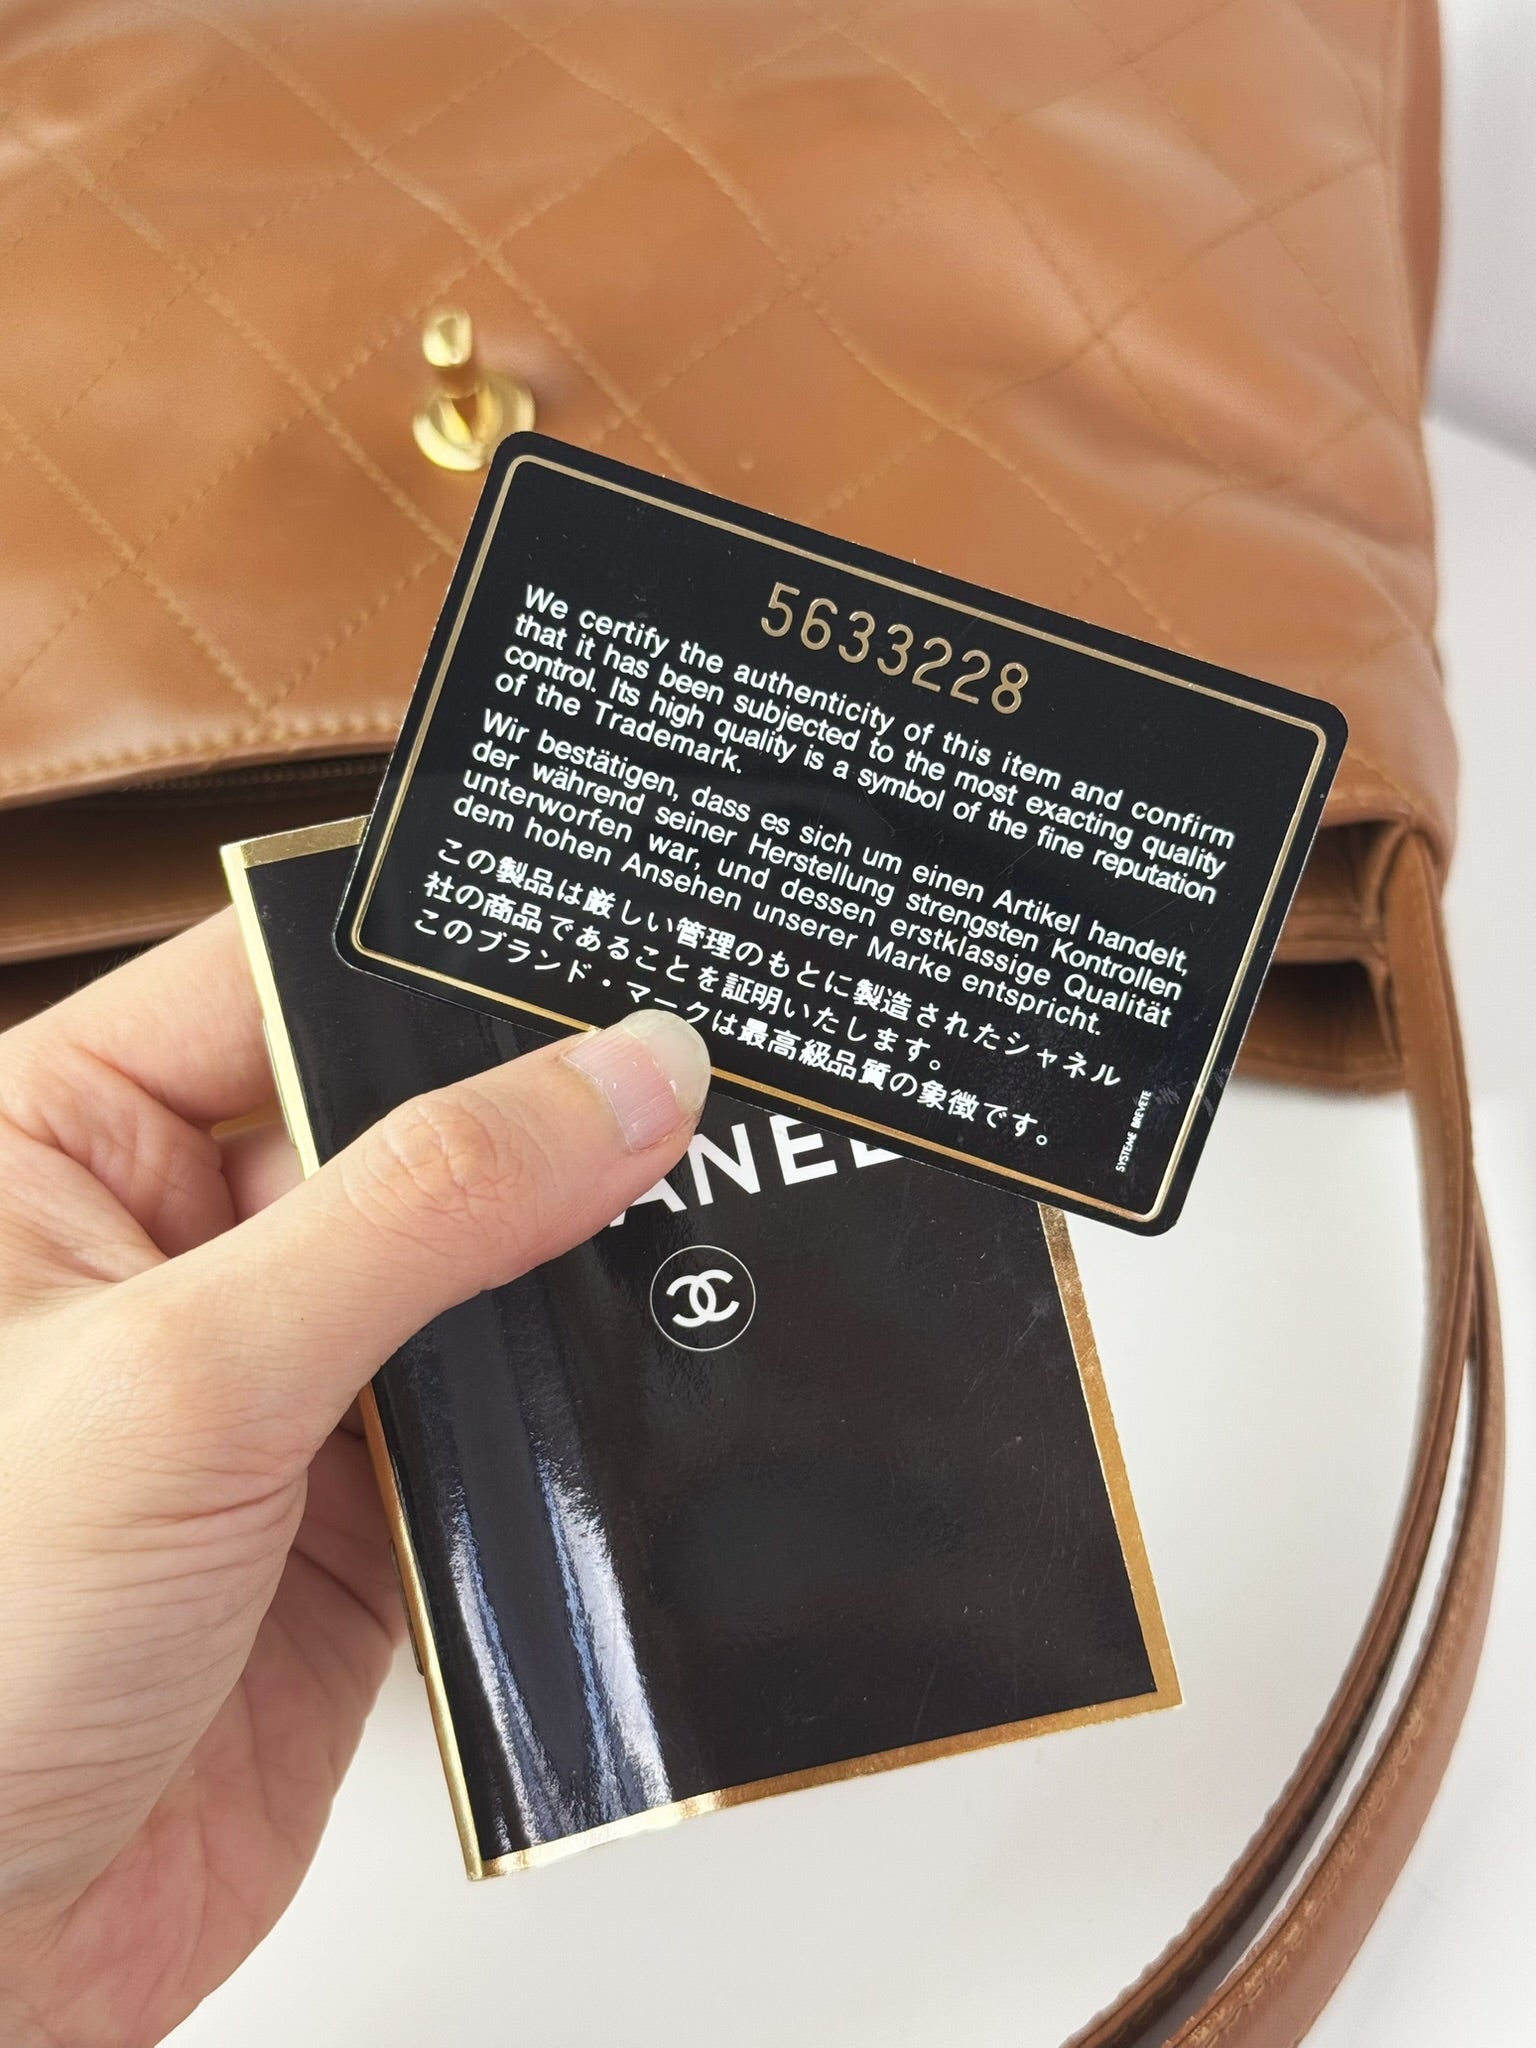 5633228
We certify the authenticity of this item and confirm
that it has been subjected to the most exacting quality
control. Its high quality is a symbol of the fine reputation
of the Trademark.
Wir bestätigen, dass es sich um einen Artikel handelt,
der während seiner Herstellung strengsten Kontrollen
unterworfen war, und dessen erstklassige Qualität
dem hohen Ansehen unserer Marke entspricht.
この製品は厳しい管理のもとに製造されたシャネル
社の商品であることを証明いたします。
このブランド・マークは最高級品質の象徴です。
SYSTEME BREVETE